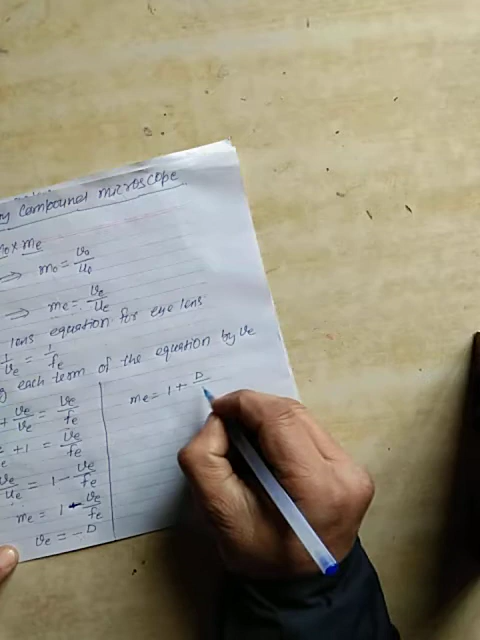 by Compound microscope
m₀ × me
⇒ m₀ = v₀/u₀
⇒ me = ve/ue
lens equation for eye lens
1/ve = 1/fe
each term of the equation by ve
+ ve/ve = ve/fe
+1 = ve/fe
ve/ue = 1 - ve/fe
me = 1 - ve/fe
ve = -D
me = 1 + D/